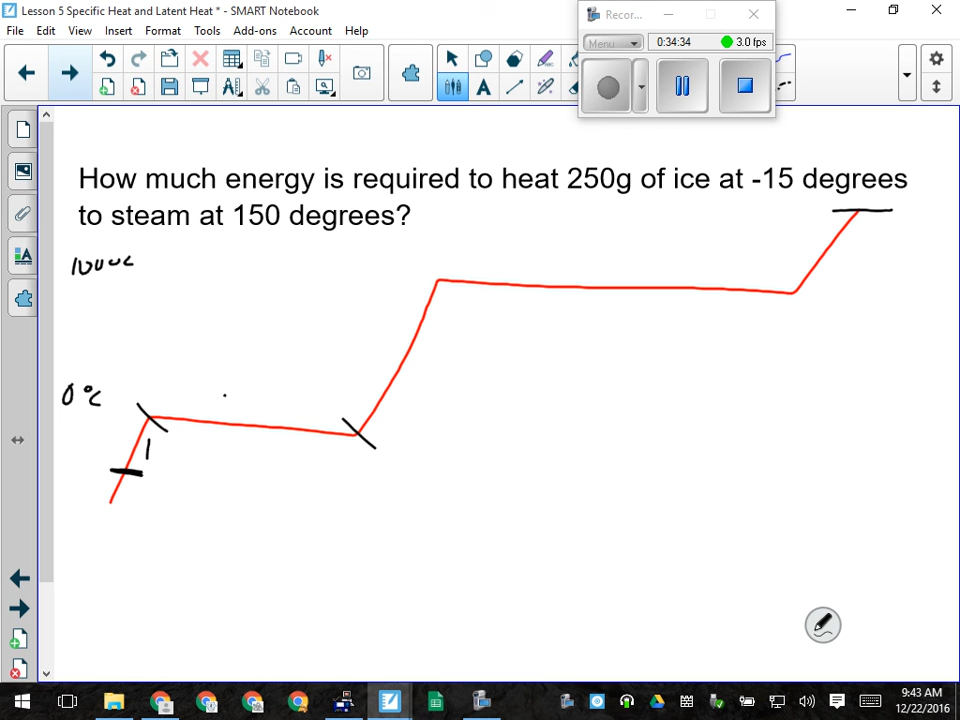 Lesson 5 Specific Heat and Latent Heat * - SMART Notebook
Recor...
File Edit View Insert Format Tools Add-ons Account Help
Menu
0:34:34
3.0 fps
How much energy is required to heat 250g of ice at -15 degrees
to steam at 150 degrees?
0 °C
1
9:43 AM
12/22/2016